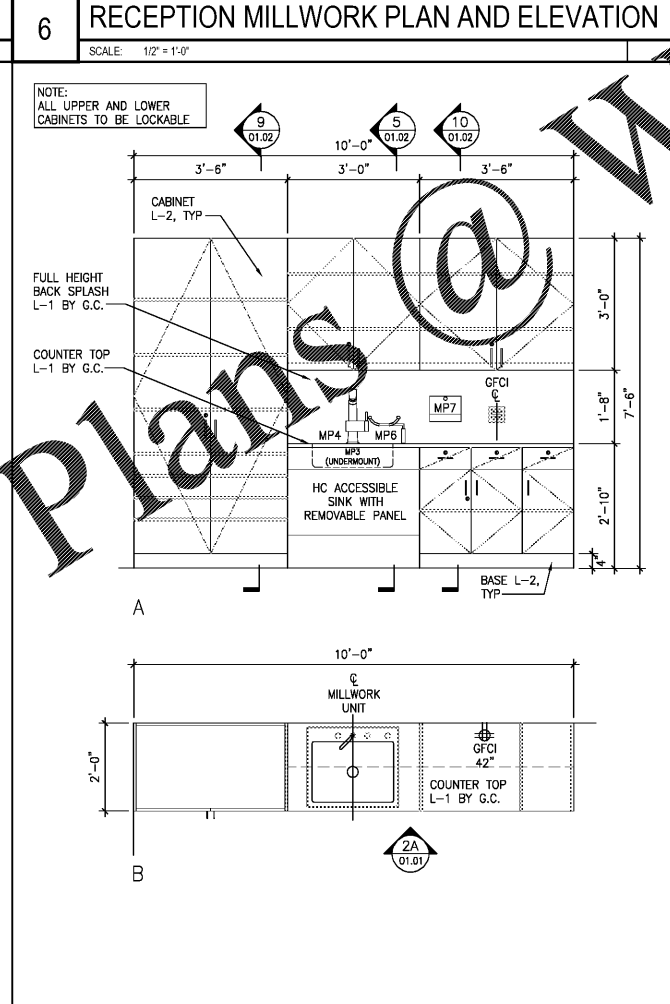 6
RECEPTION MILLWORK PLAN AND ELEVATION
SCALE: 1/2" = 1'-0"
NOTE:
ALL UPPER AND LOWER
CABINETS TO BE LOCKABLE
9
01.02
5
01.02
10
01.02
10'-0"
3'-6"
3'-0"
3'-6"
CABINET
L-2, TYP
FULL HEIGHT
BACK SPLASH
L-1 BY G.C.
COUNTER TOP
L-1 BY G.C.
GFCI
MP7
MP4
MP6
MP3
(UNDERMOUNT)
HC ACCESSIBLE
SINK WITH
REMOVABLE PANEL
3'-0"
1'-8"
7'-6"
2'-10"
4"
BASE L-2,
TYP
A
Plans @ W
10'-0"
℄
MILLWORK
UNIT
2'-0"
GFCI
42"
COUNTER TOP
L-1 BY G.C.
2A
01.01
B